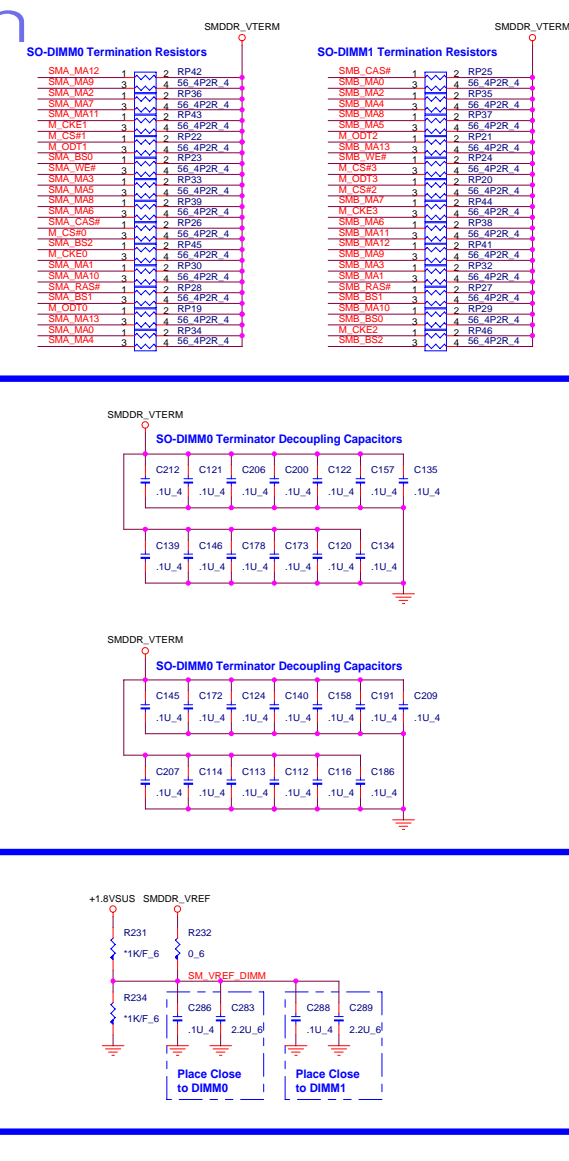 SMDDR_VTERM
SO-DIMM0 Termination Resistors
SMA_MA12 1 2 RP42
SMA_MA9 3 4 56_4P2R_4
SMA_MA2 1 2 RP36
SMA_MA7 3 4 56_4P2R_4
SMA_MA11 1 2 RP43
M_CKE1 3 4 56_4P2R_4
M_CS#1 1 2 RP22
M_ODT1 3 4 56_4P2R_4
SMA_BS0 1 2 RP23
SMA_WE# 3 4 56_4P2R_4
SMA_MA3 1 2 RP33
SMA_MA5 3 4 56_4P2R_4
SMA_MA8 1 2 RP39
SMA_MA6 3 4 56_4P2R_4
SMA_CAS# 1 2 RP26
M_CS#0 3 4 56_4P2R_4
SMA_BS2 1 2 RP45
M_CKE0 3 4 56_4P2R_4
SMA_MA1 1 2 RP30
SMA_MA10 3 4 56_4P2R_4
SMA_RAS# 1 2 RP28
SMA_BS1 3 4 56_4P2R_4
M_ODT0 1 2 RP19
SMA_MA13 3 4 56_4P2R_4
SMA_MA0 1 2 RP34
SMA_MA4 3 4 56_4P2R_4
SMDDR_VTERM
SO-DIMM1 Termination Resistors
SMB_CAS# 1 2 RP25
SMB_MA0 3 4 56_4P2R_4
SMB_MA2 1 2 RP35
SMB_MA4 3 4 56_4P2R_4
SMB_MA8 1 2 RP37
SMB_MA5 3 4 56_4P2R_4
M_ODT2 1 2 RP21
SMB_MA13 3 4 56_4P2R_4
SMB_WE# 1 2 RP24
M_CS#3 3 4 56_4P2R_4
M_ODT3 1 2 RP20
M_CS#2 3 4 56_4P2R_4
SMB_MA7 1 2 RP44
M_CKE3 3 4 56_4P2R_4
SMB_MA6 1 2 RP38
SMB_MA11 3 4 56_4P2R_4
SMB_MA12 1 2 RP41
SMB_MA9 3 4 56_4P2R_4
SMB_MA3 1 2 RP32
SMB_MA1 3 4 56_4P2R_4
SMB_RAS# 1 2 RP27
SMB_BS1 3 4 56_4P2R_4
SMB_MA10 1 2 RP29
SMB_BS0 3 4 56_4P2R_4
M_CKE2 1 2 RP46
SMB_BS2 3 4 56_4P2R_4
SMDDR_VTERM
SO-DIMM0 Terminator Decoupling Capacitors
C212 C121 C206 C200 C122 C157 C135
.1U_4 .1U_4 .1U_4 .1U_4 .1U_4 .1U_4 .1U_4
C139 C146 C178 C173 C120 C134
.1U_4 .1U_4 .1U_4 .1U_4 .1U_4 .1U_4
SMDDR_VTERM
SO-DIMM0 Terminator Decoupling Capacitors
C145 C172 C124 C140 C158 C191 C209
.1U_4 .1U_4 .1U_4 .1U_4 .1U_4 .1U_4 .1U_4
C207 C114 C113 C112 C116 C186
.1U_4 .1U_4 .1U_4 .1U_4 .1U_4 .1U_4
+1.8VSUS SMDDR_VREF
R231 R232
*1K/F_6 0_6
SM_VREF_DIMM
R234 C286 C283 C288 C289
*1K/F_6 .1U_4 2.2U_6 .1U_4 2.2U_6
Place Close
to DIMM0
Place Close
to DIMM1